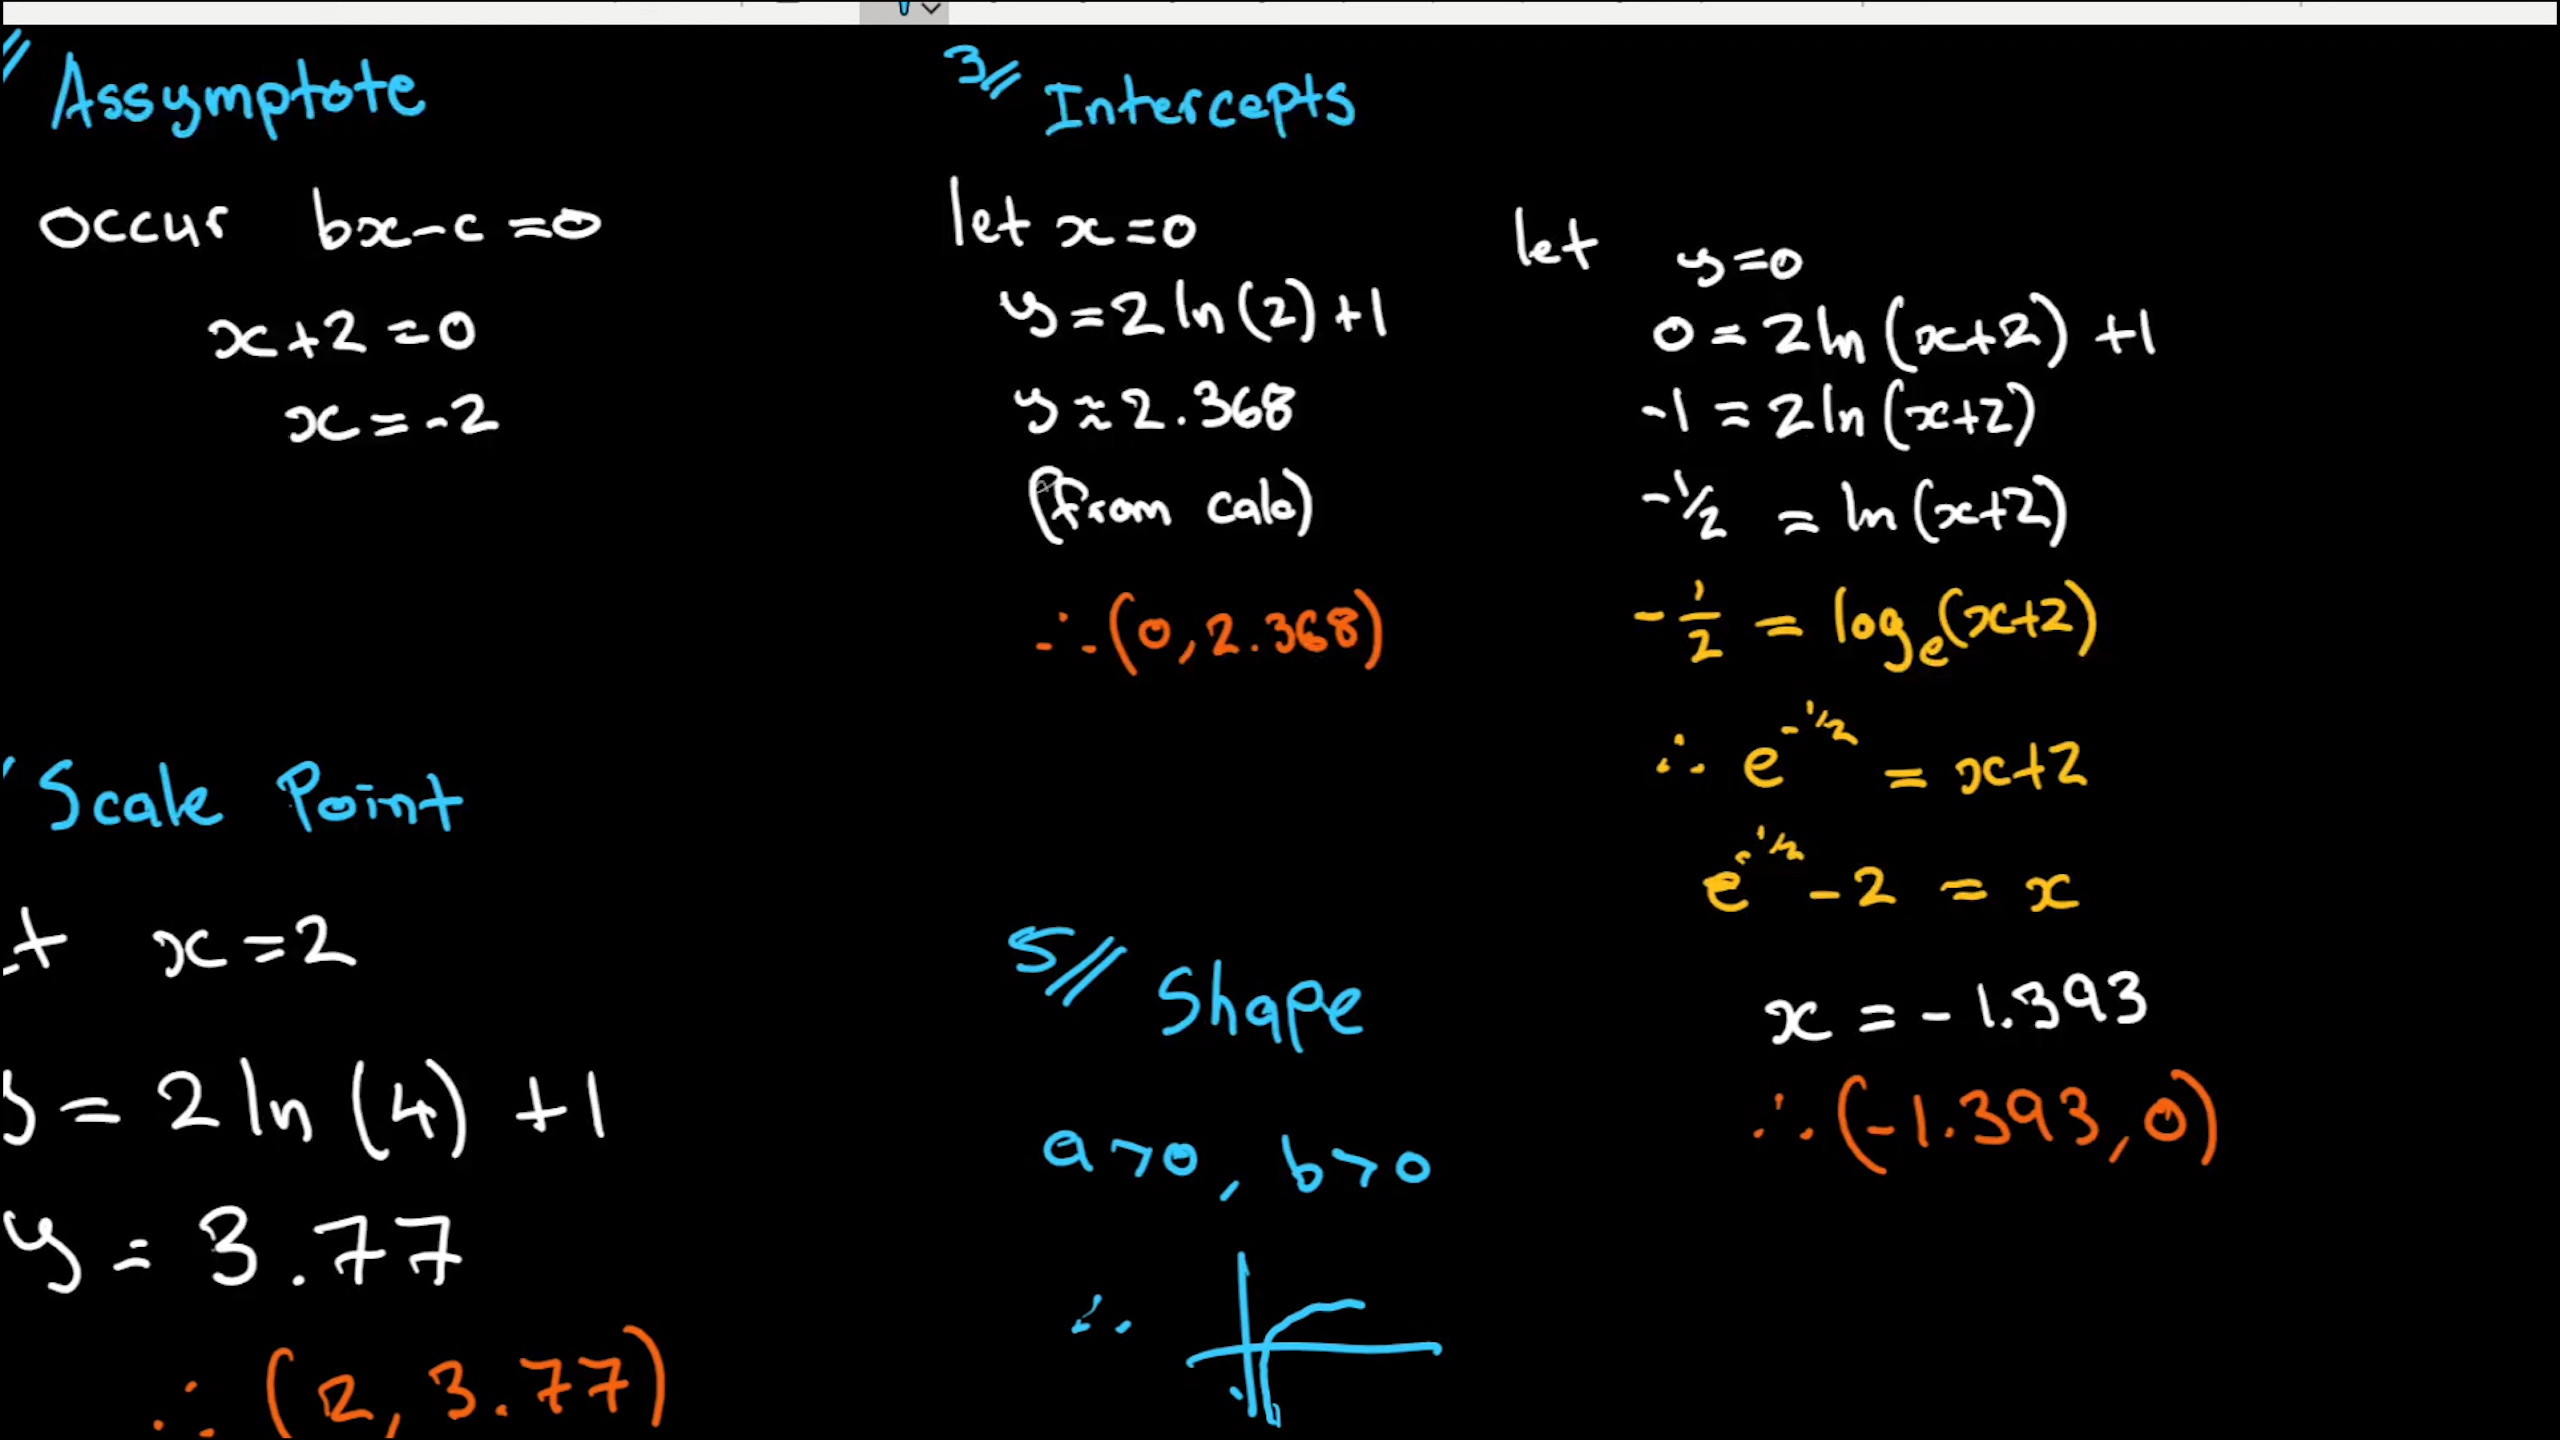 Assymptote
occur bx-c=0
x+2=0
x=-2
Scale Point
x=2
y=2ln(4)+1
y=3.77
∴(2,3.77)
3// Intercepts
let x=0
y=2ln(2)+1
y≈2.368
(from calc)
∴(0,2.368)
let y=0
0=2ln(x+2)+1
-1=2ln(x+2)
-1/2=ln(x+2)
-1/2=logₑ(x+2)
∴e^-1/2=x+2
e^-1/2-2=x
x=-1.393
∴(-1.393,0)
5// Shape
a>0, b>0
∴